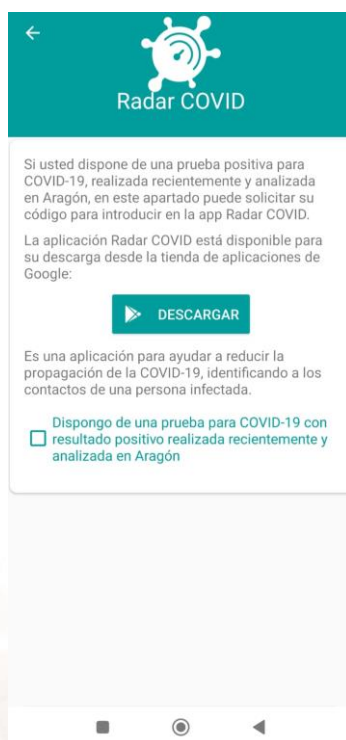 Radar COVID
Si usted dispone de una prueba positiva para
COVID-19, realizada recientemente y analizada
en Aragón, en este apartado puede solicitar su
código para introducir en la app Radar COVID.
La aplicación Radar COVID está disponible para
su descarga desde la tienda de aplicaciones de
Google:
DESCARGAR
Es una aplicación para ayudar a reducir la
propagación de la COVID-19, identificando a los
contactos de una persona infectada.
Dispongo de una prueba para COVID-19 con
resultado positivo realizada recientemente y
analizada en Aragón